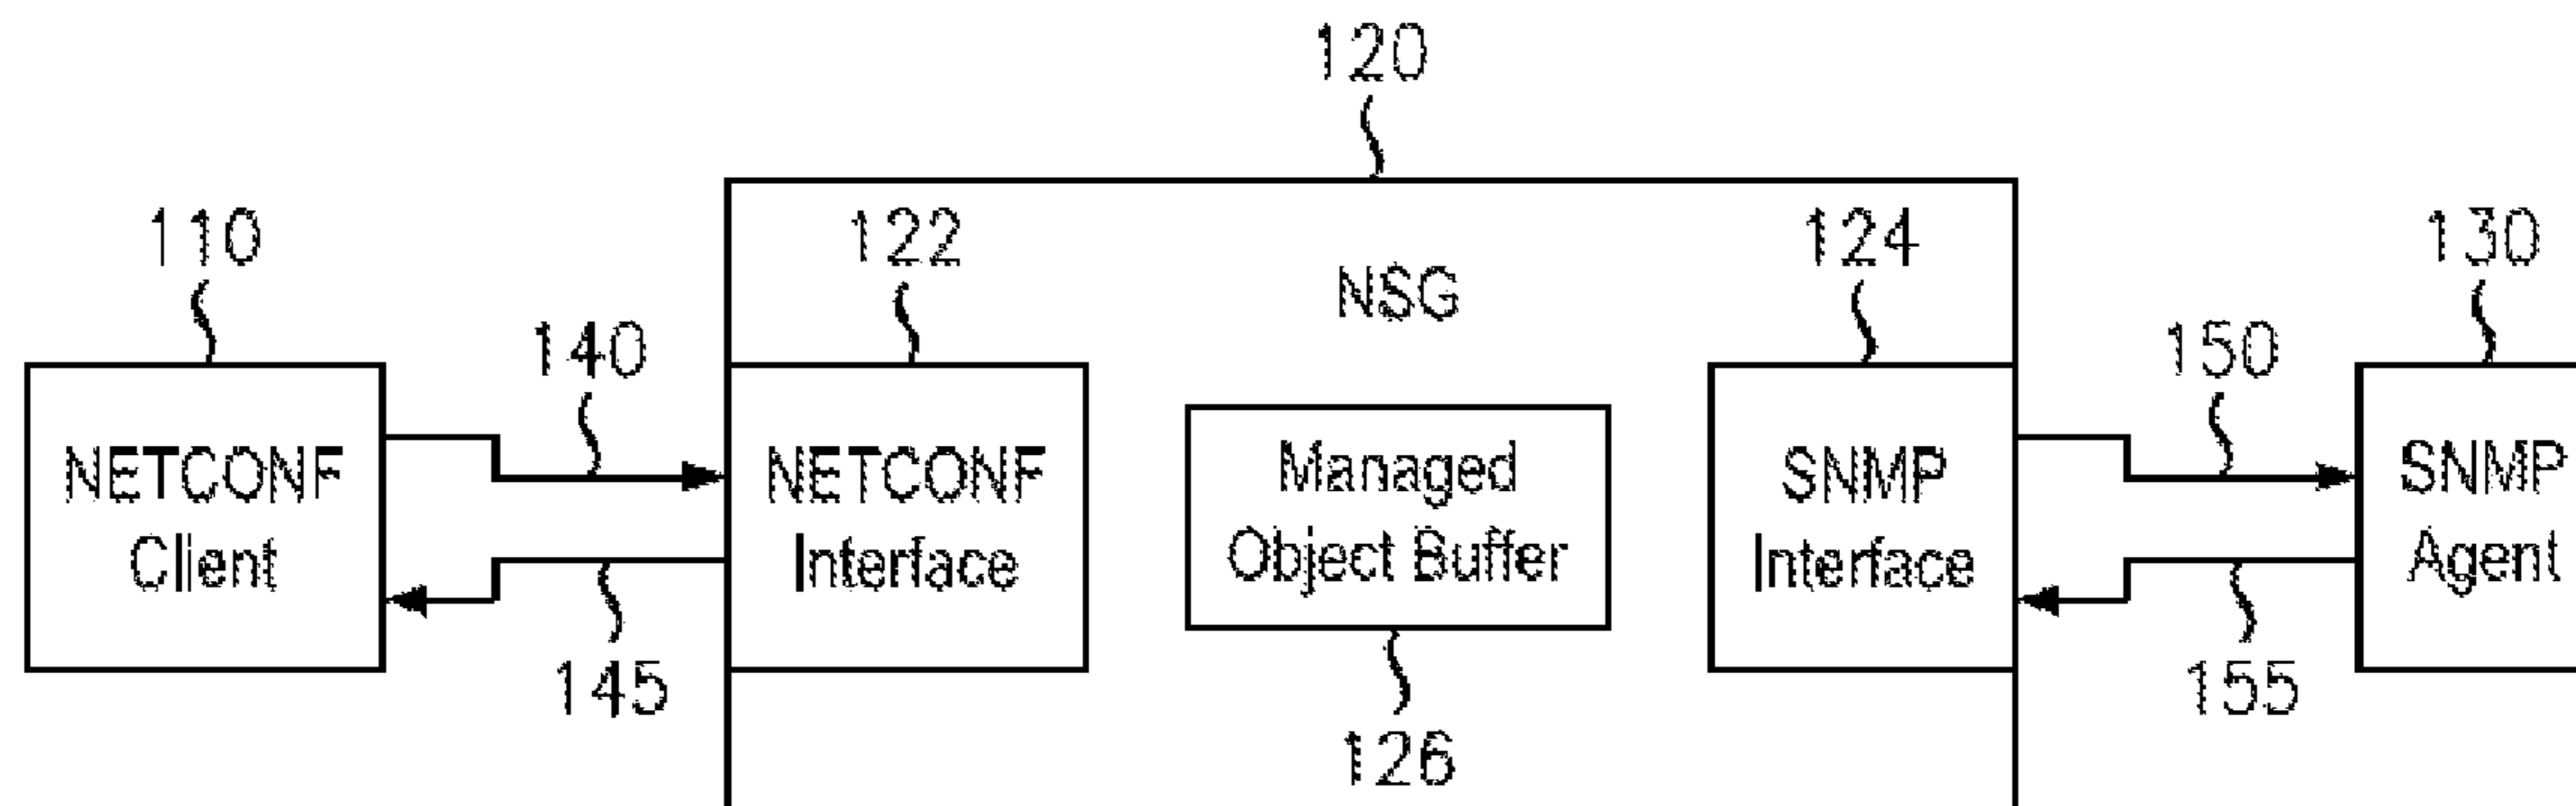 120
110
122
124
130
NSG
140
150
NETCONF
Client
NETCONF
Interface
Managed
Object Buffer
SNMP
Interface
SNMP
Agent
145
155
126